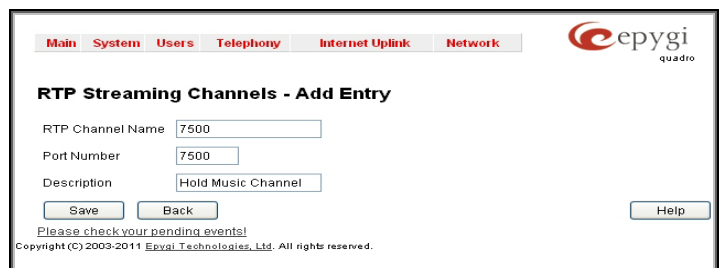 Main System Users Telephony Internet Uplink Network
epygi
quadro
RTP Streaming Channels - Add Entry
RTP Channel Name 7500
Port Number 7500
Description Hold Music Channel
Save Back Help
Please check your pending events!
Copyright (C) 2003-2011 Epygi Technologies, Ltd. All rights reserved.